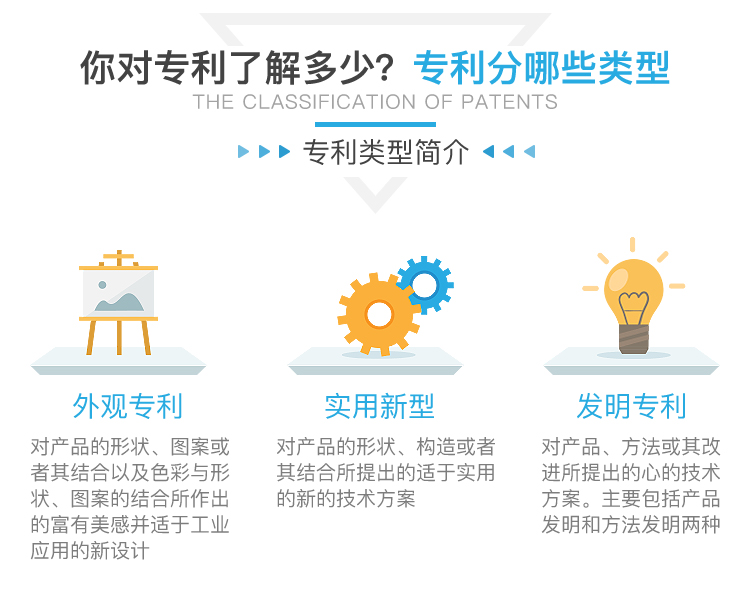 你对专利了解多少？专利分哪些类型
THE CLASSIFICATION OF PATENTS
专利类型简介
外观专利
对产品的形状、图案或
者其结合以及色彩与形
状、图案的结合所作出
的富有美感并适于工业
应用的新设计
实用新型
对产品的形状、构造或者
其结合所提出的适于实用
的新的技术方案
发明专利
对产品、方法或其改
进所提出的心的技术
方案。主要包括产品
发明和方法发明两种